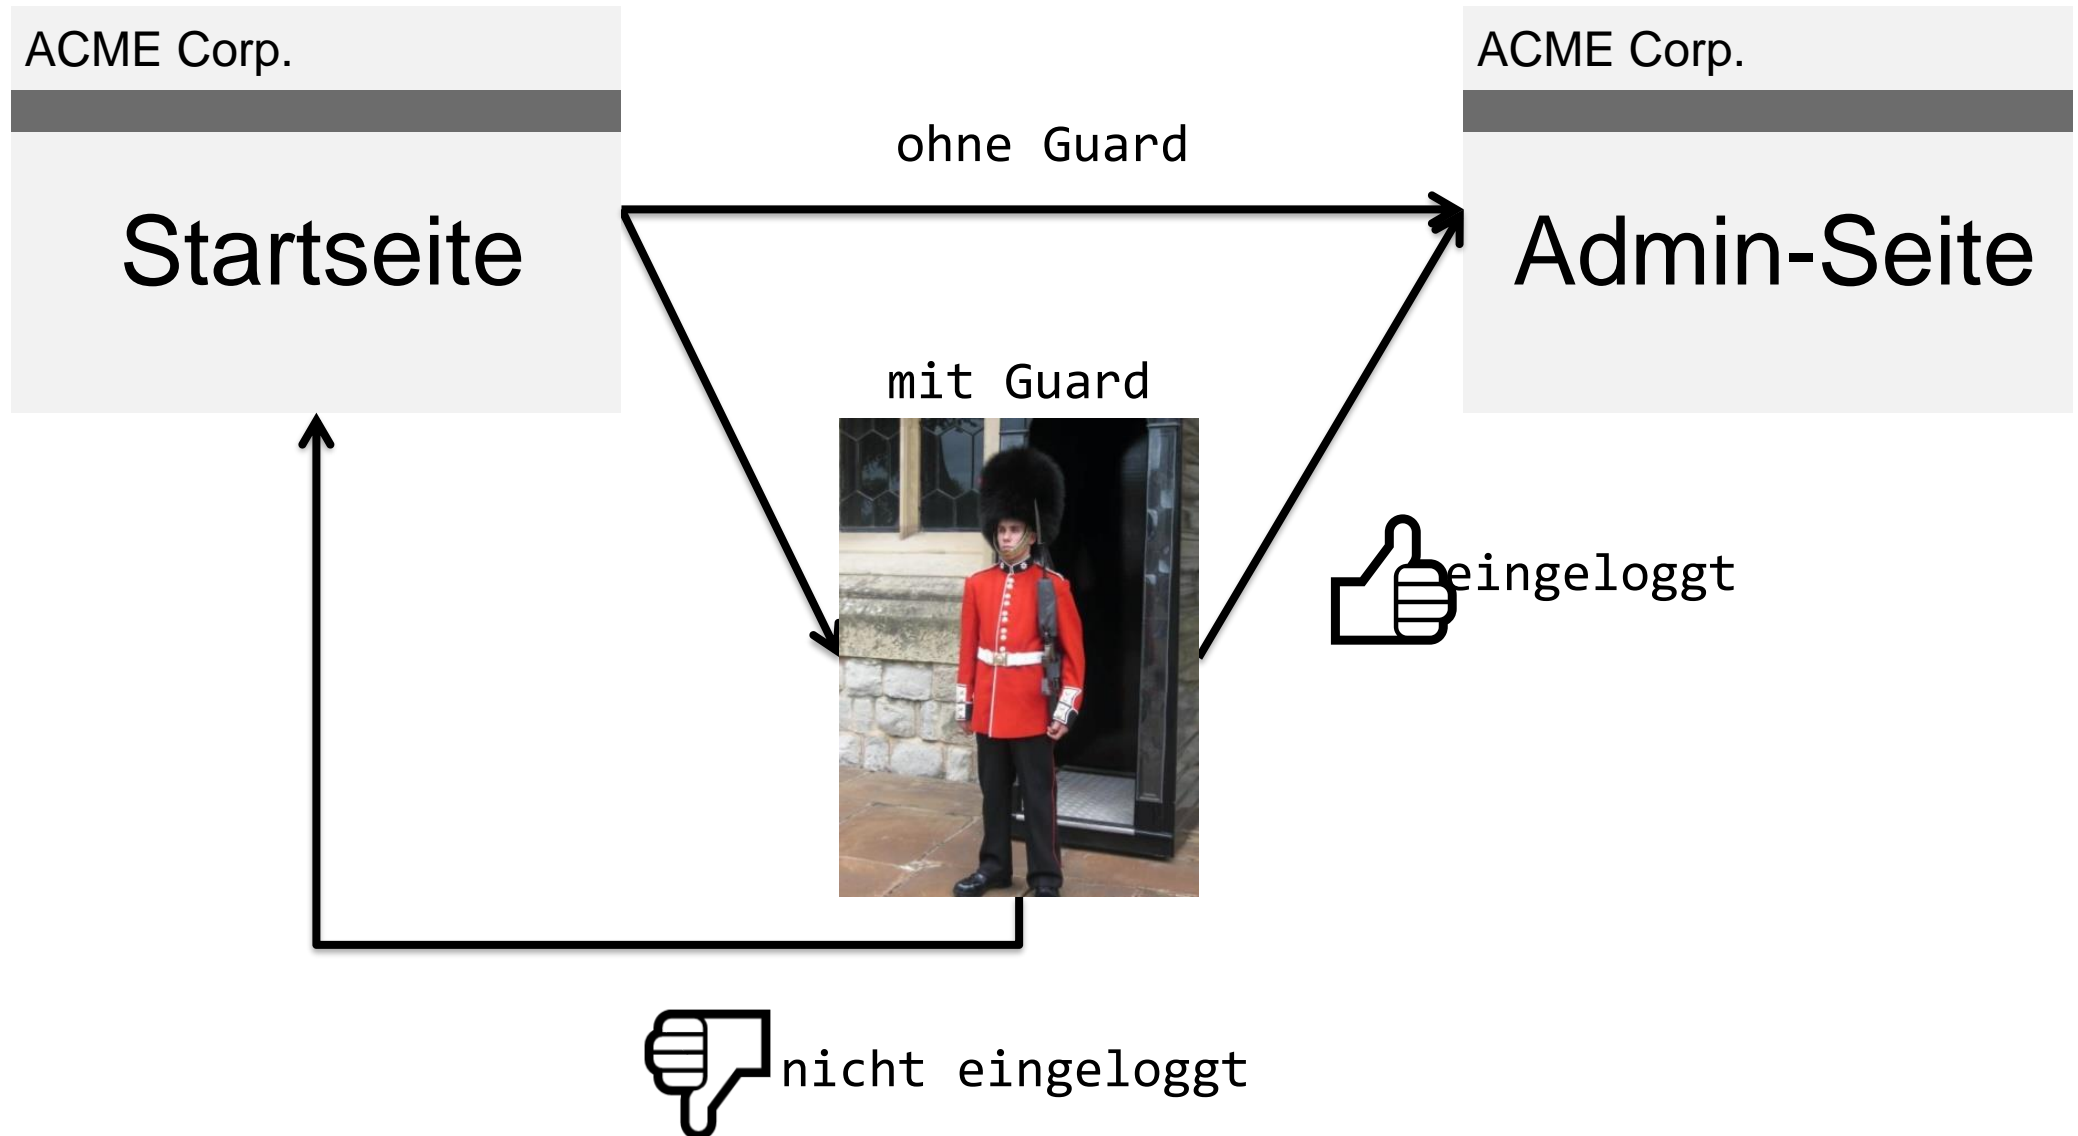 ACME Corp.
Startseite
ohne Guard
ACME Corp.
Admin-Seite
mit Guard
eingeloggt
nicht eingeloggt